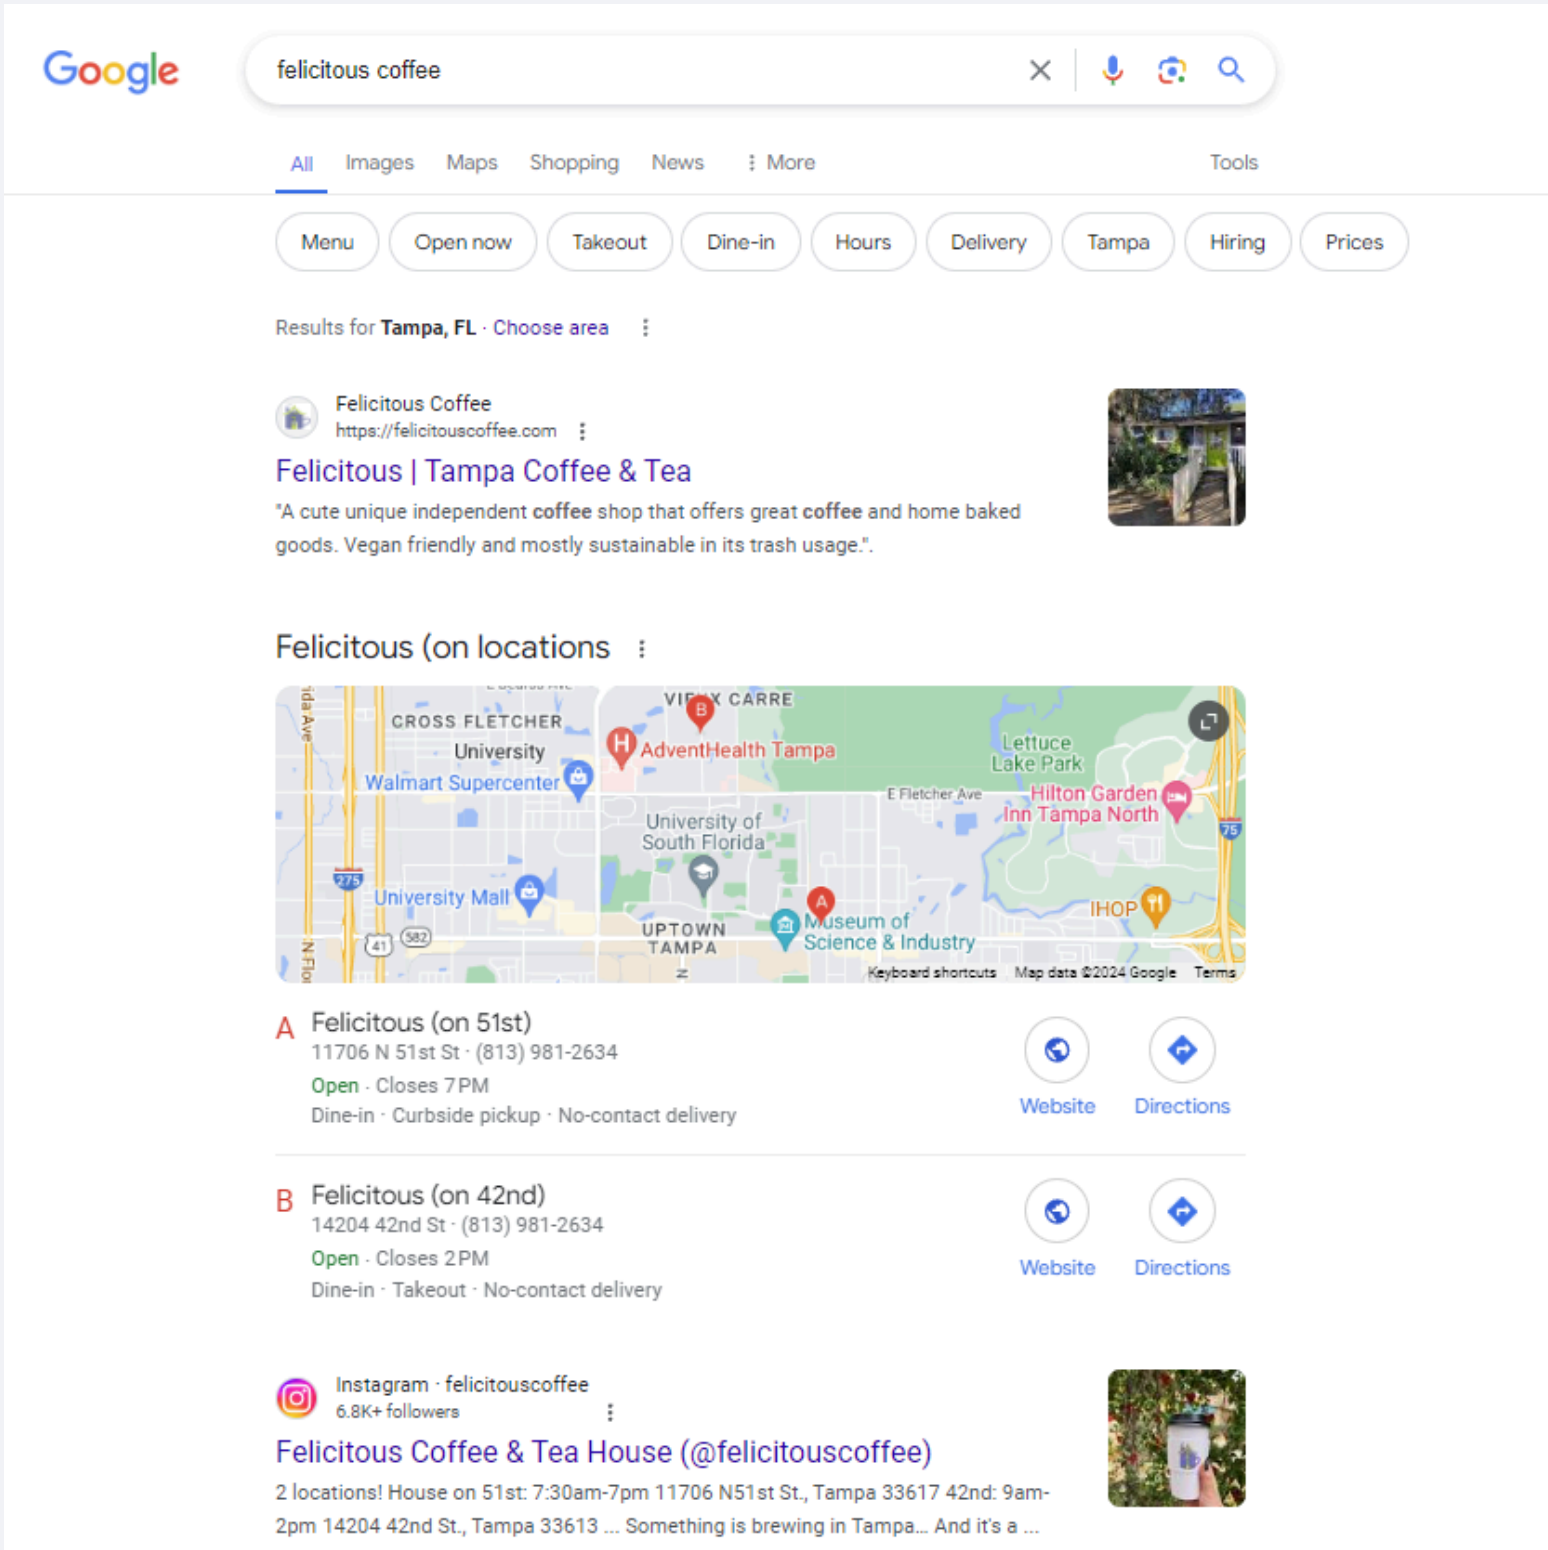 Google
felicitous coffee
All Images Maps Shopping News More Tools
Menu Open now Takeout Dine-in Hours Delivery Tampa Hiring Prices
Results for Tampa, FL · Choose area
Felicitous Coffee
https://felicitouscoffee.com
Felicitous | Tampa Coffee & Tea
"A cute unique independent coffee shop that offers great coffee and home baked
goods. Vegan friendly and mostly sustainable in its trash usage.".
Felicitous (on locations
VIEUX CARRE
B
CROSS FLETCHER
University
H AdventHealth Tampa
Walmart Supercenter
Lettuce
Lake Park
E Fletcher Ave
Hilton Garden
Inn Tampa North
75
University of
South Florida
275
University Mall
A
IHOP
41
582
UPTOWN
TAMPA
Museum of
Science & Industry
N Flo
Z
Keyboard shortcuts Map data ©2024 Google Terms
A Felicitous (on 51st)
11706 N 51st St · (813) 981-2634
Open · Closes 7 PM
Dine-in · Curbside pickup · No-contact delivery
Website Directions
B Felicitous (on 42nd)
14204 42nd St · (813) 981-2634
Open · Closes 2 PM
Dine-in · Takeout · No-contact delivery
Website Directions
Instagram · felicitouscoffee
6.8K+ followers
Felicitous Coffee & Tea House (@felicitouscoffee)
2 locations! House on 51st: 7:30am-7pm 11706 N51st St., Tampa 33617 42nd: 9am-
2pm 14204 42nd St., Tampa 33613 ... Something is brewing in Tampa... And it's a ...